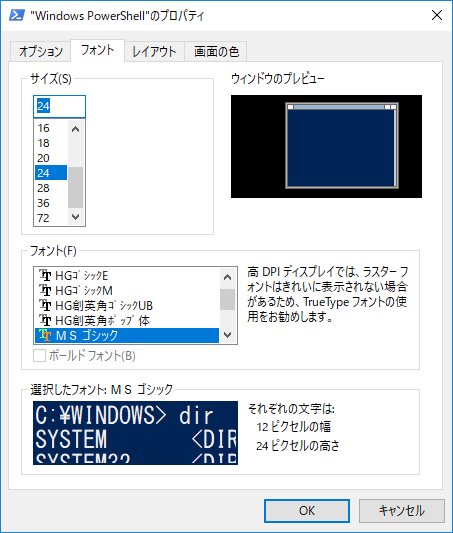 "Windows PowerShell"のプロパティ
オプション フォント レイアウト 画面の色
サイズ(S)
24
16
18
20
24
28
36
72
ウィンドウのプレビュー
フォント(F)
HGｺﾞｼｯｸE
HGｺﾞｼｯｸM
HG創英角ｺﾞｼｯｸUB
HG創英角ﾎﾟｯﾌﾟ体
ＭＳ ゴシック
ボールド フォント(B)
高 DPI ディスプレイでは、ラスター フ
ォントはきれいに表示されない場合
があるため、TrueType フォントの使
用をお勧めします。
選択したフォント: ＭＳ ゴシック
C:¥WINDOWS> dir
SYSTEM <DIR
SYSTEM32 <DIR
それぞれの文字は:
12 ピクセルの幅
24 ピクセルの高さ
OK キャンセル